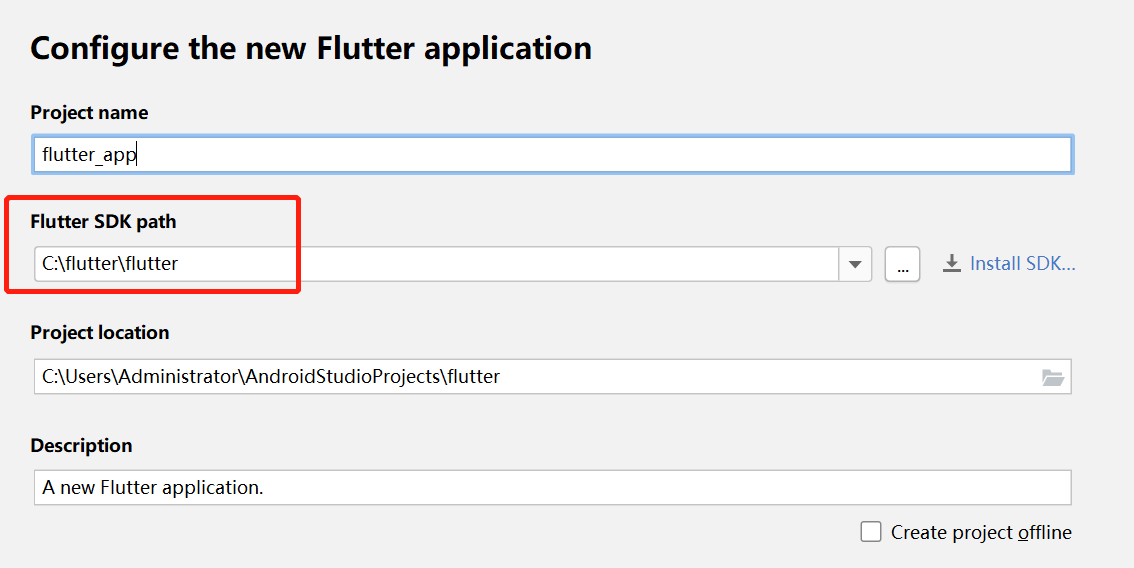 Configure the new Flutter application
Project name
flutter_app
Flutter SDK path
C:\flutter\flutter
...
Install SDK...
Project location
C:\Users\Administrator\AndroidStudioProjects\flutter
Description
A new Flutter application.
Create project offline